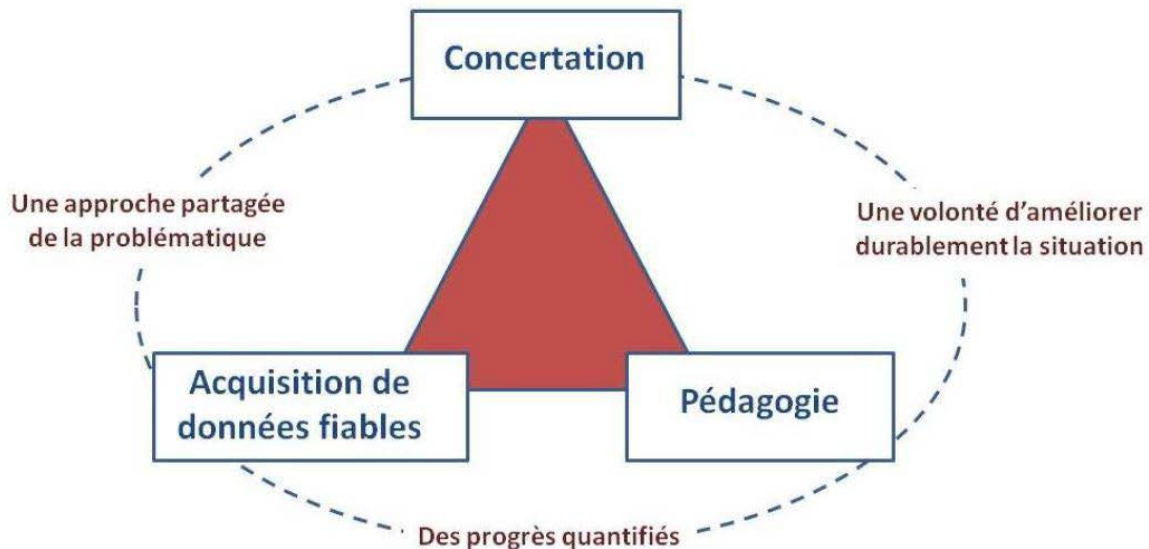 Concertation
Une approche partagée
de la problématique
Une volonté d'améliorer
durablement la situation
Acquisition de
données fiables
Pédagogie
Des progrès quantifiés